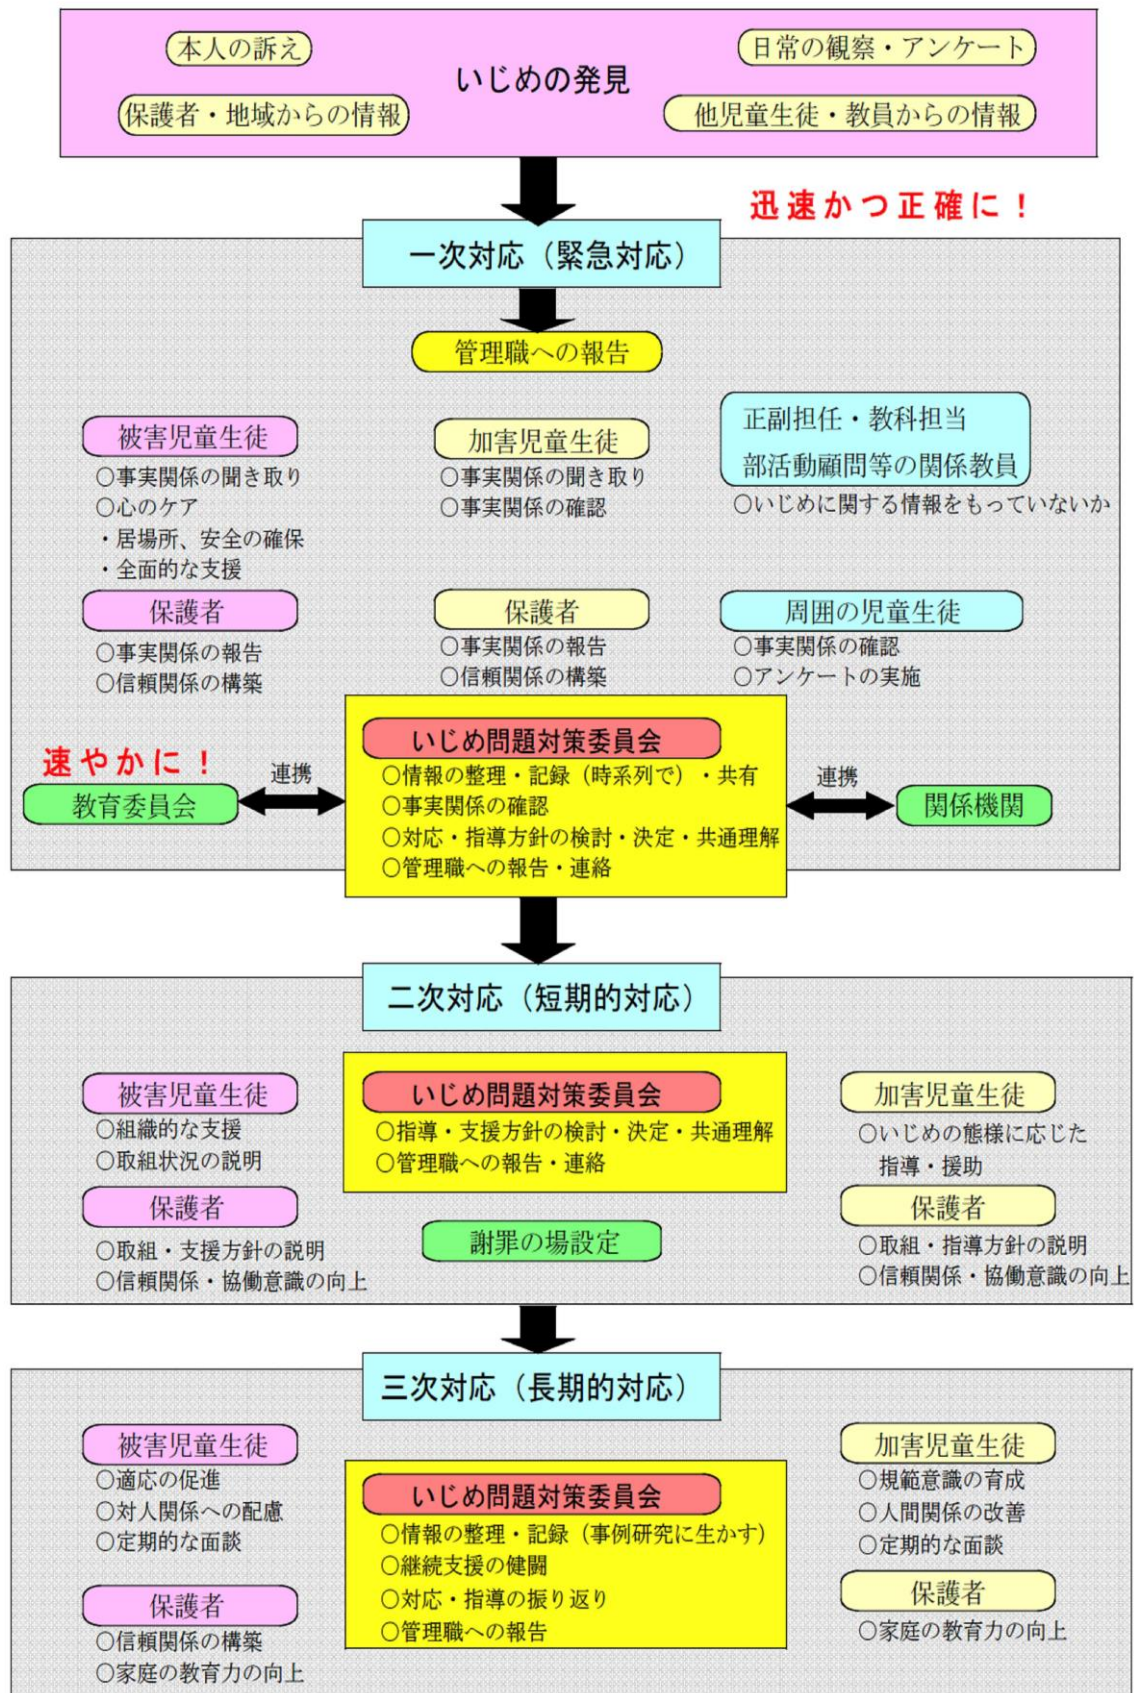 本人の訴え
日常の観察・アンケート
いじめの発見
保護者・地域からの情報
他児童生徒・教員からの情報
迅速かつ正確に！
一次対応（緊急対応）
管理職への報告
被害児童生徒
○事実関係の聞き取り
○心のケア
・居場所、安全の確保
・全面的な支援
保護者
○事実関係の報告
○信頼関係の構築
加害児童生徒
○事実関係の聞き取り
○事実関係の確認
保護者
○事実関係の報告
○信頼関係の構築
正副担任・教科担当
部活動顧問等の関係教員
○いじめに関する情報をもっていないか
周囲の児童生徒
○事実関係の確認
○アンケートの実施
速やかに！
教育委員会
連携
いじめ問題対策委員会
○情報の整理・記録（時系列で）・共有
○事実関係の確認
○対応・指導方針の検討・決定・共通理解
○管理職への報告・連絡
連携
関係機関
二次対応（短期的対応）
被害児童生徒
○組織的な支援
○取組状況の説明
保護者
○取組・支援方針の説明
○信頼関係・協働意識の向上
いじめ問題対策委員会
○指導・支援方針の検討・決定・共通理解
○管理職への報告・連絡
謝罪の場設定
加害児童生徒
○いじめの態様に応じた
指導・援助
保護者
○取組・指導方針の説明
○信頼関係・協働意識の向上
三次対応（長期的対応）
被害児童生徒
○適応の促進
○対人関係への配慮
○定期的な面談
保護者
○信頼関係の構築
○家庭の教育力の向上
いじめ問題対策委員会
○情報の整理・記録（事例研究に生かす）
○継続支援の健闘
○対応・指導の振り返り
○管理職への報告
加害児童生徒
○規範意識の育成
○人間関係の改善
○定期的な面談
保護者
○家庭の教育力の向上